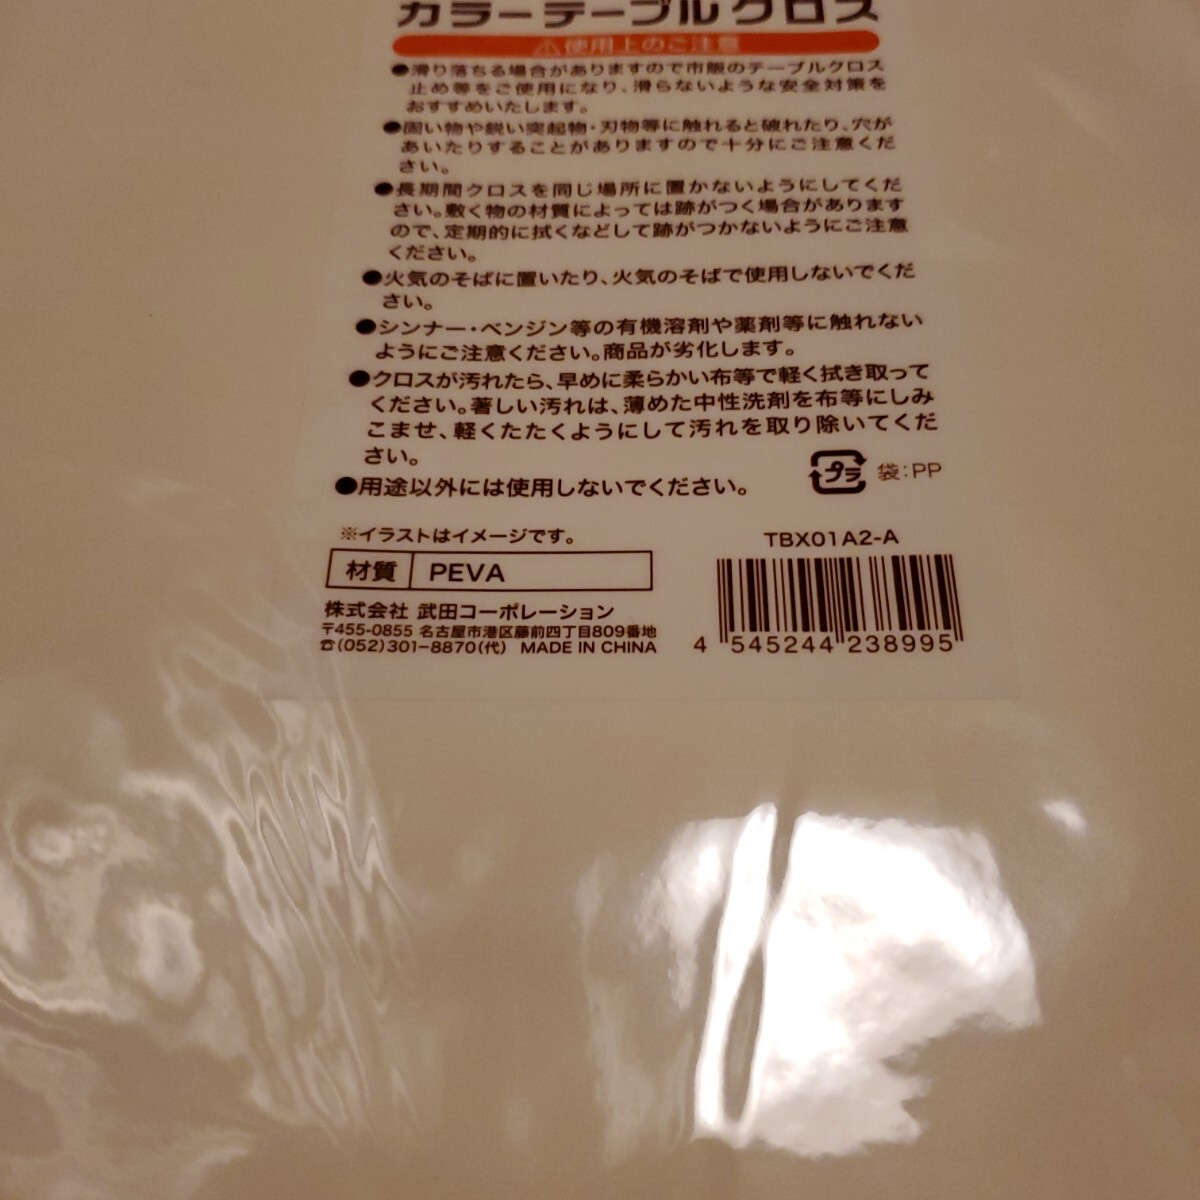 カラーテーブルクロス
⚠使用上のご注意
●滑り落ちる場合がありますので市販のテーブルクロス
止め等をご使用になり、滑らないような安全対策を
おすすめいたします。
●固い物や鋭い突起物・刃物等に触れると破れたり、穴が
あいたりすることがありますので十分にご注意くだ
さい。
●長期間クロスを同じ場所に置かないようにしてくだ
さい。敷く物の材質によっては跡がつく場合があります
ので、定期的に拭くなどして跡がつかないようにご注意
ください。
●火気のそばに置いたり、火気のそばで使用しないでくだ
さい。
●シンナー・ベンジン等の有機溶剤や薬剤等に触れない
ようにご注意ください。商品が劣化します。
●クロスが汚れたら、早めに柔らかい布等で軽く拭き取って
ください。著しい汚れは、薄めた中性洗剤を布等にしみ
こませ、軽くたたくようにして汚れを取り除いてくだ
さい。
●用途以外には使用しないでください。
プラ 袋:PP
※イラストはイメージです。
材質 PEVA
株式会社 武田コーポレーション
〒455-0855 名古屋市港区藤前四丁目809番地
☎(052)301-8870(代) MADE IN CHINA
TBX01A2-A
4 545244 238995